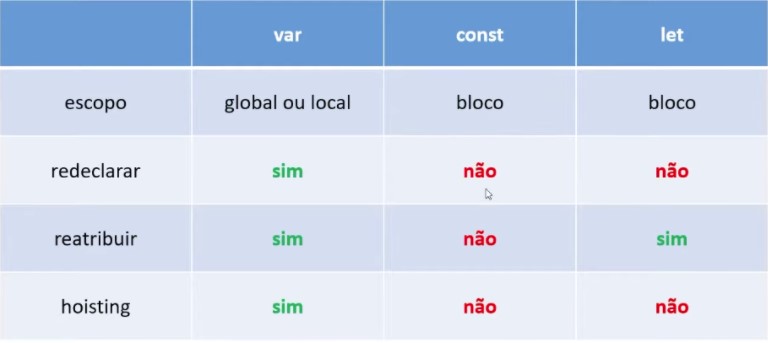 var const let
escopo global ou local bloco bloco
redeclarar sim não não
reatribuir sim não sim
hoisting sim não não